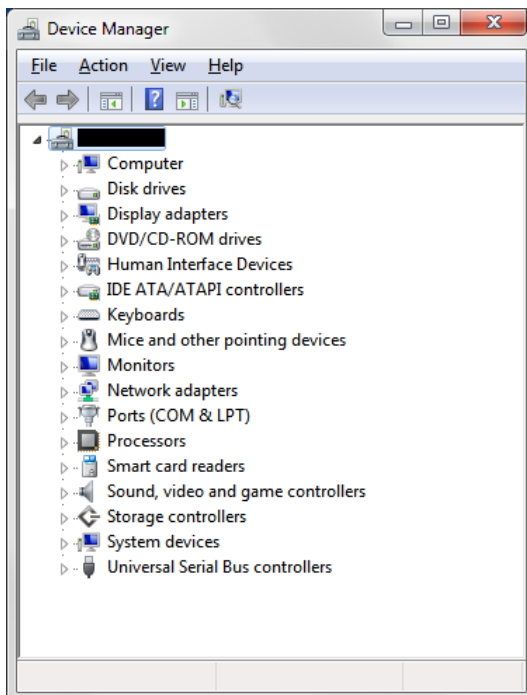 Device Manager
File Action View Help
Computer
Disk drives
Display adapters
DVD/CD-ROM drives
Human Interface Devices
IDE ATA/ATAPI controllers
Keyboards
Mice and other pointing devices
Monitors
Network adapters
Ports (COM & LPT)
Processors
Smart card readers
Sound, video and game controllers
Storage controllers
System devices
Universal Serial Bus controllers